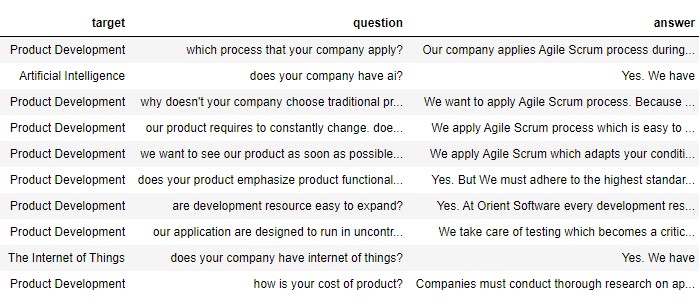 target question answer
Product Development which process that your company apply? Our company applies Agile Scrum process during...
Artificial Intelligence does your company have ai? Yes. We have
Product Development why doesn't your company choose traditional pr... We want to apply Agile Scrum process. Because ...
Product Development our product requires to constantly change. doe... We apply Agile Scrum process which is easy to ...
Product Development we want to see our product as soon as possible... We apply Agile Scrum which adapts your conditi...
Product Development does your product emphasize product functional... Yes. But We must adhere to the highest standar...
Product Development are development resource easy to expand? Yes. At Orient Software every development res...
Product Development our application are designed to run in uncontr... We take care of testing which becomes a critic...
The Internet of Things does your company have internet of things? Yes. We have
Product Development how is your cost of product? Companies must conduct thorough research on ap...